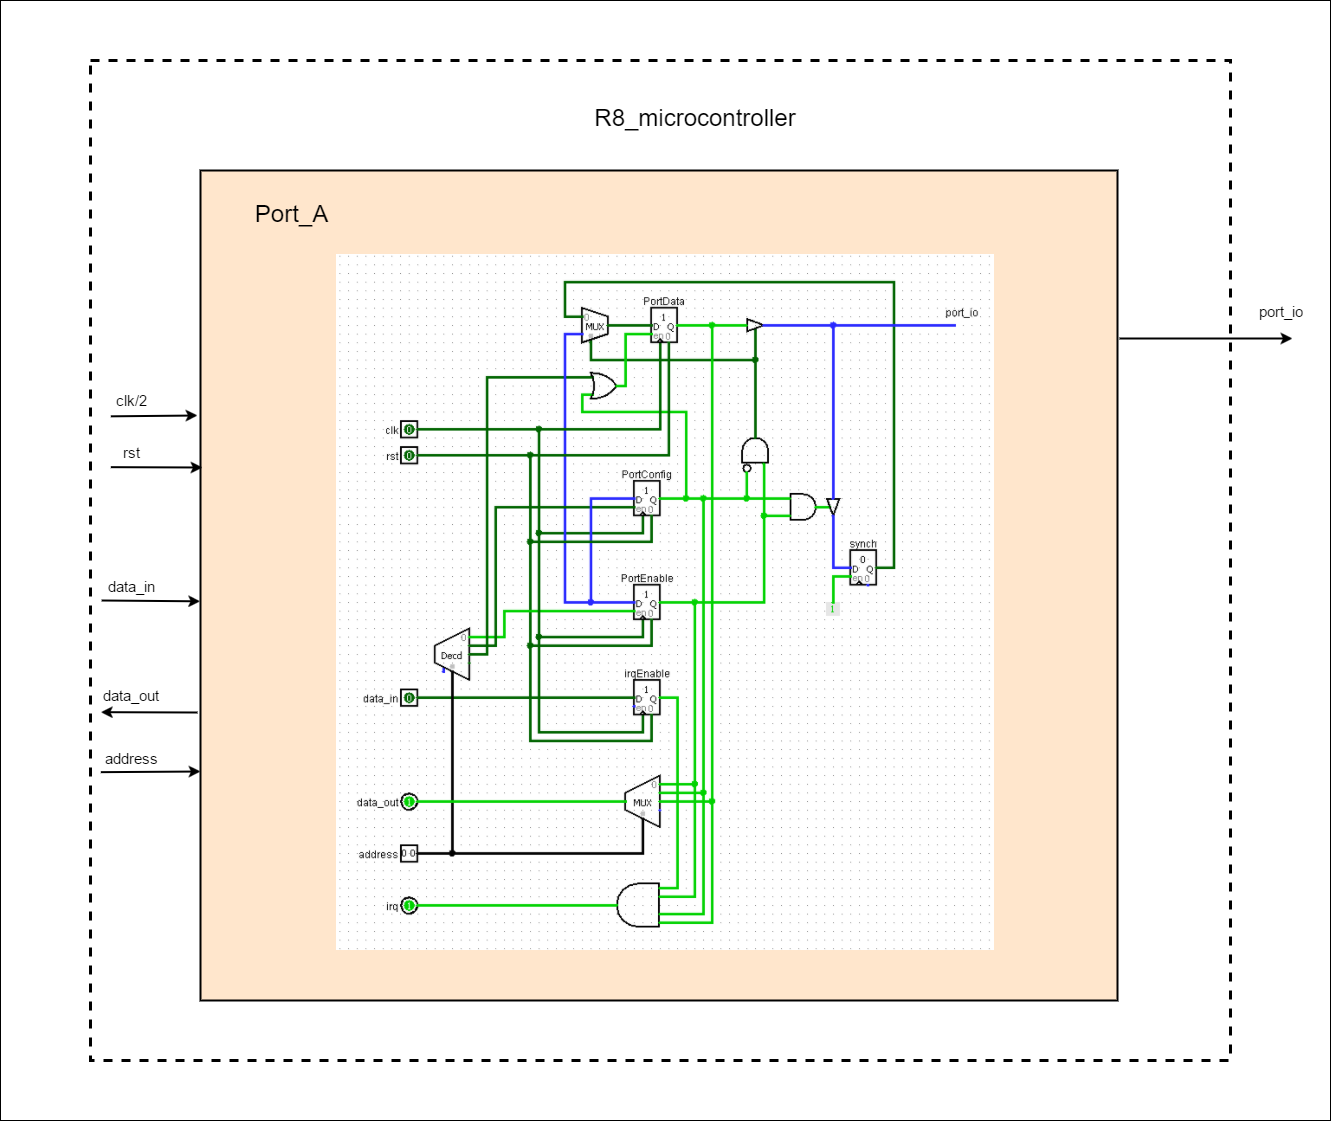 R8_microcontroller
Port_A
PortData
port_io
port_io
0
MUX
1
D Q
en 0
clk/2
clk 0
rst
rst 0
PortConfig
1
D Q
en 0
synch
0
D Q
en 0
1
PortEnable
1
D Q
en 0
data_in
0
Decd
irqEnable
1
D Q
en 0
data_in 0
data_out
address
0
MUX
data_out 1
address 0 0
irq 1